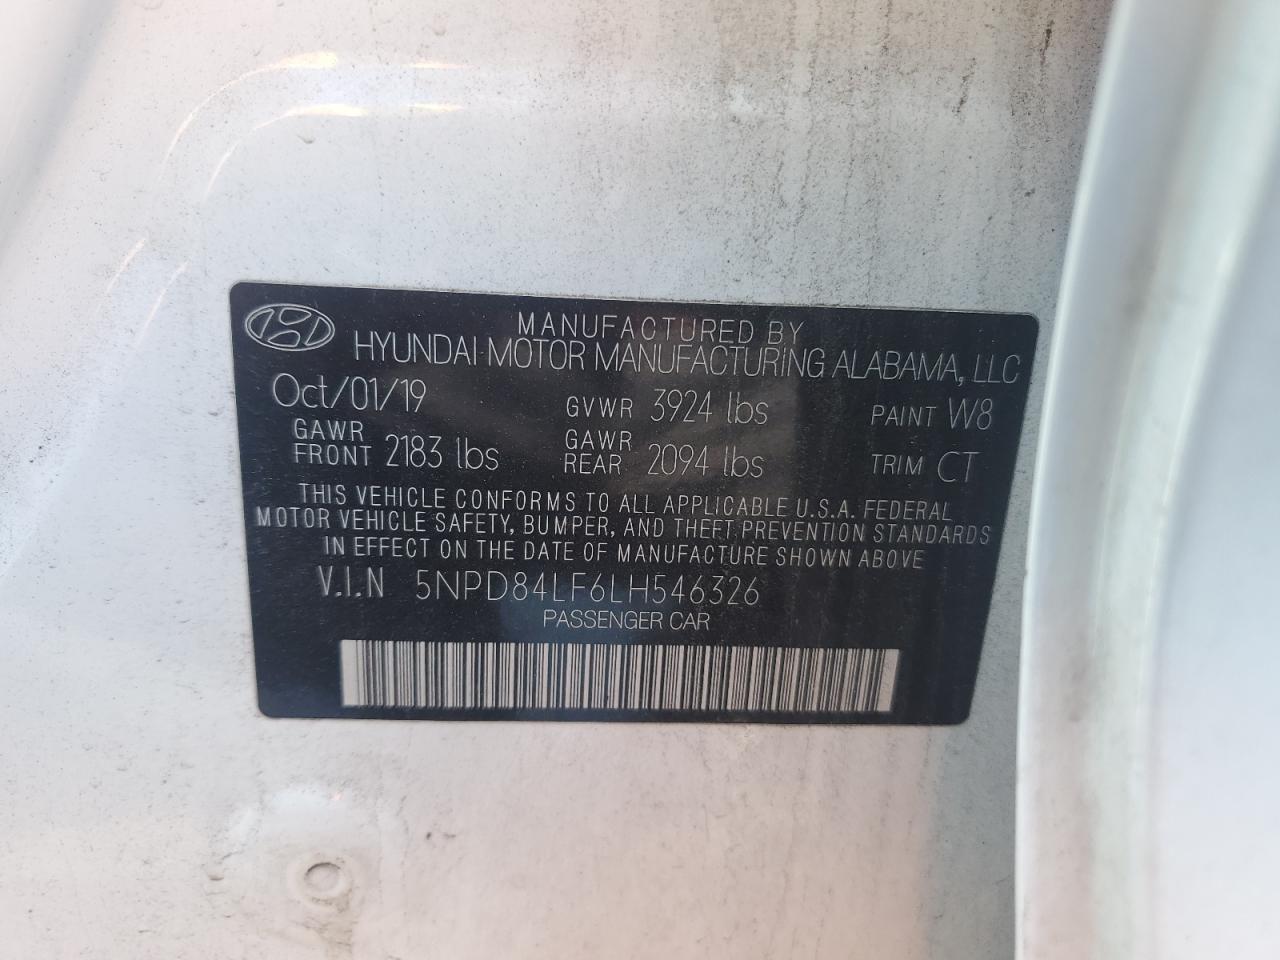 MANUFACTURED BY
HYUNDAI MOTOR MANUFACTURING ALABAMA, LLC
Oct/01/19 GVWR 3924 lbs PAINT W8
GAWR FRONT 2183 lbs GAWR REAR 2094 lbs TRIM CT
THIS VEHICLE CONFORMS TO ALL APPLICABLE U.S.A. FEDERAL
MOTOR VEHICLE SAFETY, BUMPER, AND THEFT PREVENTION STANDARDS
IN EFFECT ON THE DATE OF MANUFACTURE SHOWN ABOVE
V.I.N 5NPD84LF6LH546326
PASSENGER CAR